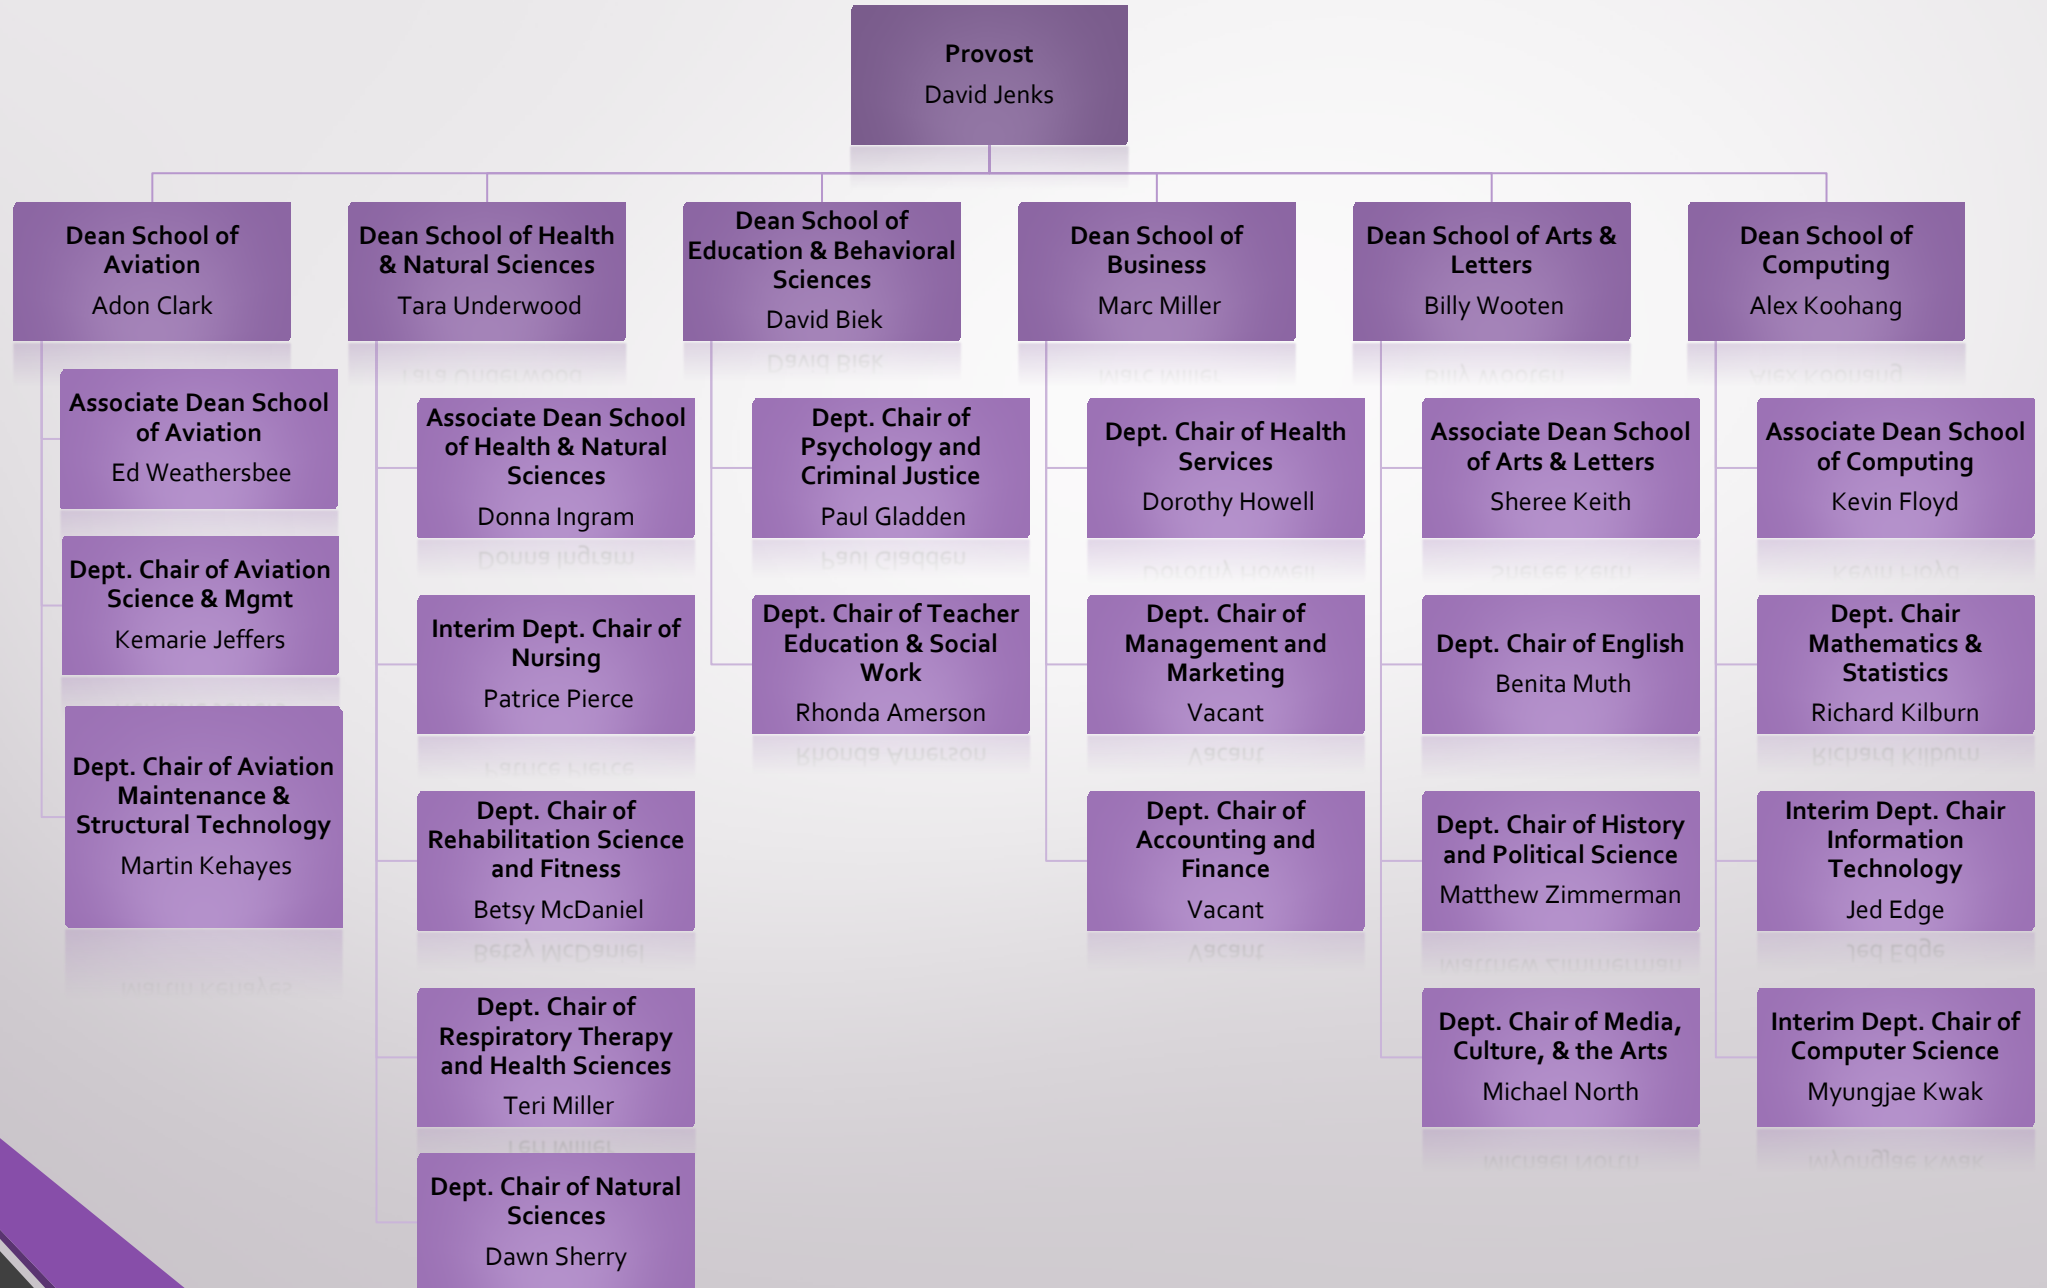 Provost
David Jenks
Dean School of
Aviation
Adon Clark
Associate Dean School
of Aviation
Ed Weathersbee
Dept. Chair of Aviation
Science & Mgmt
Kemarie Jeffers
Dept. Chair of Aviation
Maintenance &
Structural Technology
Martin Kehayes
Dean School of Health
& Natural Sciences
Tara Underwood
Associate Dean School
of Health & Natural
Sciences
Donna Ingram
Interim Dept. Chair of
Nursing
Patrice Pierce
Dept. Chair of
Rehabilitation Science
and Fitness
Betsy McDaniel
Dept. Chair of
Respiratory Therapy
and Health Sciences
Teri Miller
Dept. Chair of Natural
Sciences
Dawn Sherry
Dean School of
Education & Behavioral
Sciences
David Biek
Dept. Chair of
Psychology and
Criminal Justice
Paul Gladden
Dept. Chair of Teacher
Education & Social
Work
Rhonda Amerson
Dean School of
Business
Marc Miller
Dept. Chair of Health
Services
Dorothy Howell
Dept. Chair of
Management and
Marketing
Vacant
Dept. Chair of
Accounting and
Finance
Vacant
Dean School of Arts &
Letters
Billy Wooten
Associate Dean School
of Arts & Letters
Sheree Keith
Dept. Chair of English
Benita Muth
Dept. Chair of History
and Political Science
Matthew Zimmerman
Dept. Chair of Media,
Culture, & the Arts
Michael North
Dean School of
Computing
Alex Koohang
Associate Dean School
of Computing
Kevin Floyd
Dept. Chair
Mathematics &
Statistics
Richard Kilburn
Interim Dept. Chair
Information
Technology
Jed Edge
Interim Dept. Chair of
Computer Science
Myungjae Kwak